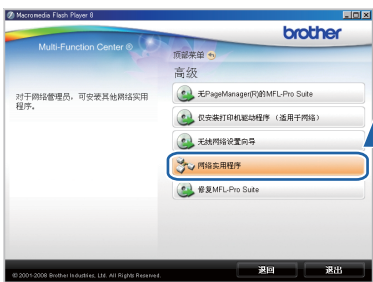 Macromedia Flash Player 8
brother
Multi-Function Center ®
顶部菜单
高级
对于网络管理员，可安装其他网络实用
程序。
无PageManager(R)的MFL-Pro Suite
仅安装打印机驱动程序（适用于网络）
无线网络设置向导
网络实用程序
修复MFL-Pro Suite
© 2001-2008 Brother Industries, Ltd. All Rights Reserved.
退回
退出